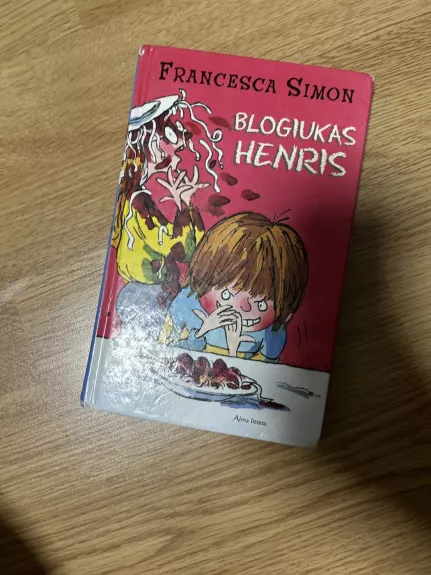 FRANCESCA SIMON
BLOGIUKAS
HENRIS
Alma littera